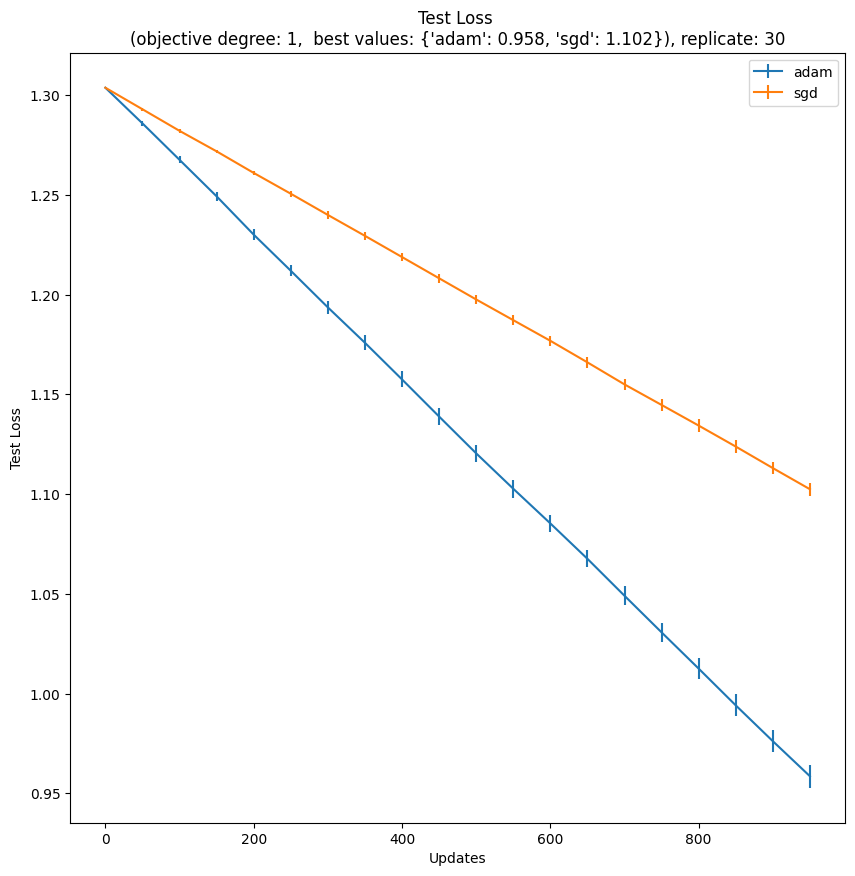 Test Loss
(objective degree: 1,  best values: {'adam': 0.958, 'sgd': 1.102}), replicate: 30
adam
sgd
1.30
1.25
1.20
1.15
1.10
1.05
1.00
0.95
Test Loss
0 200 400 600 800
Updates